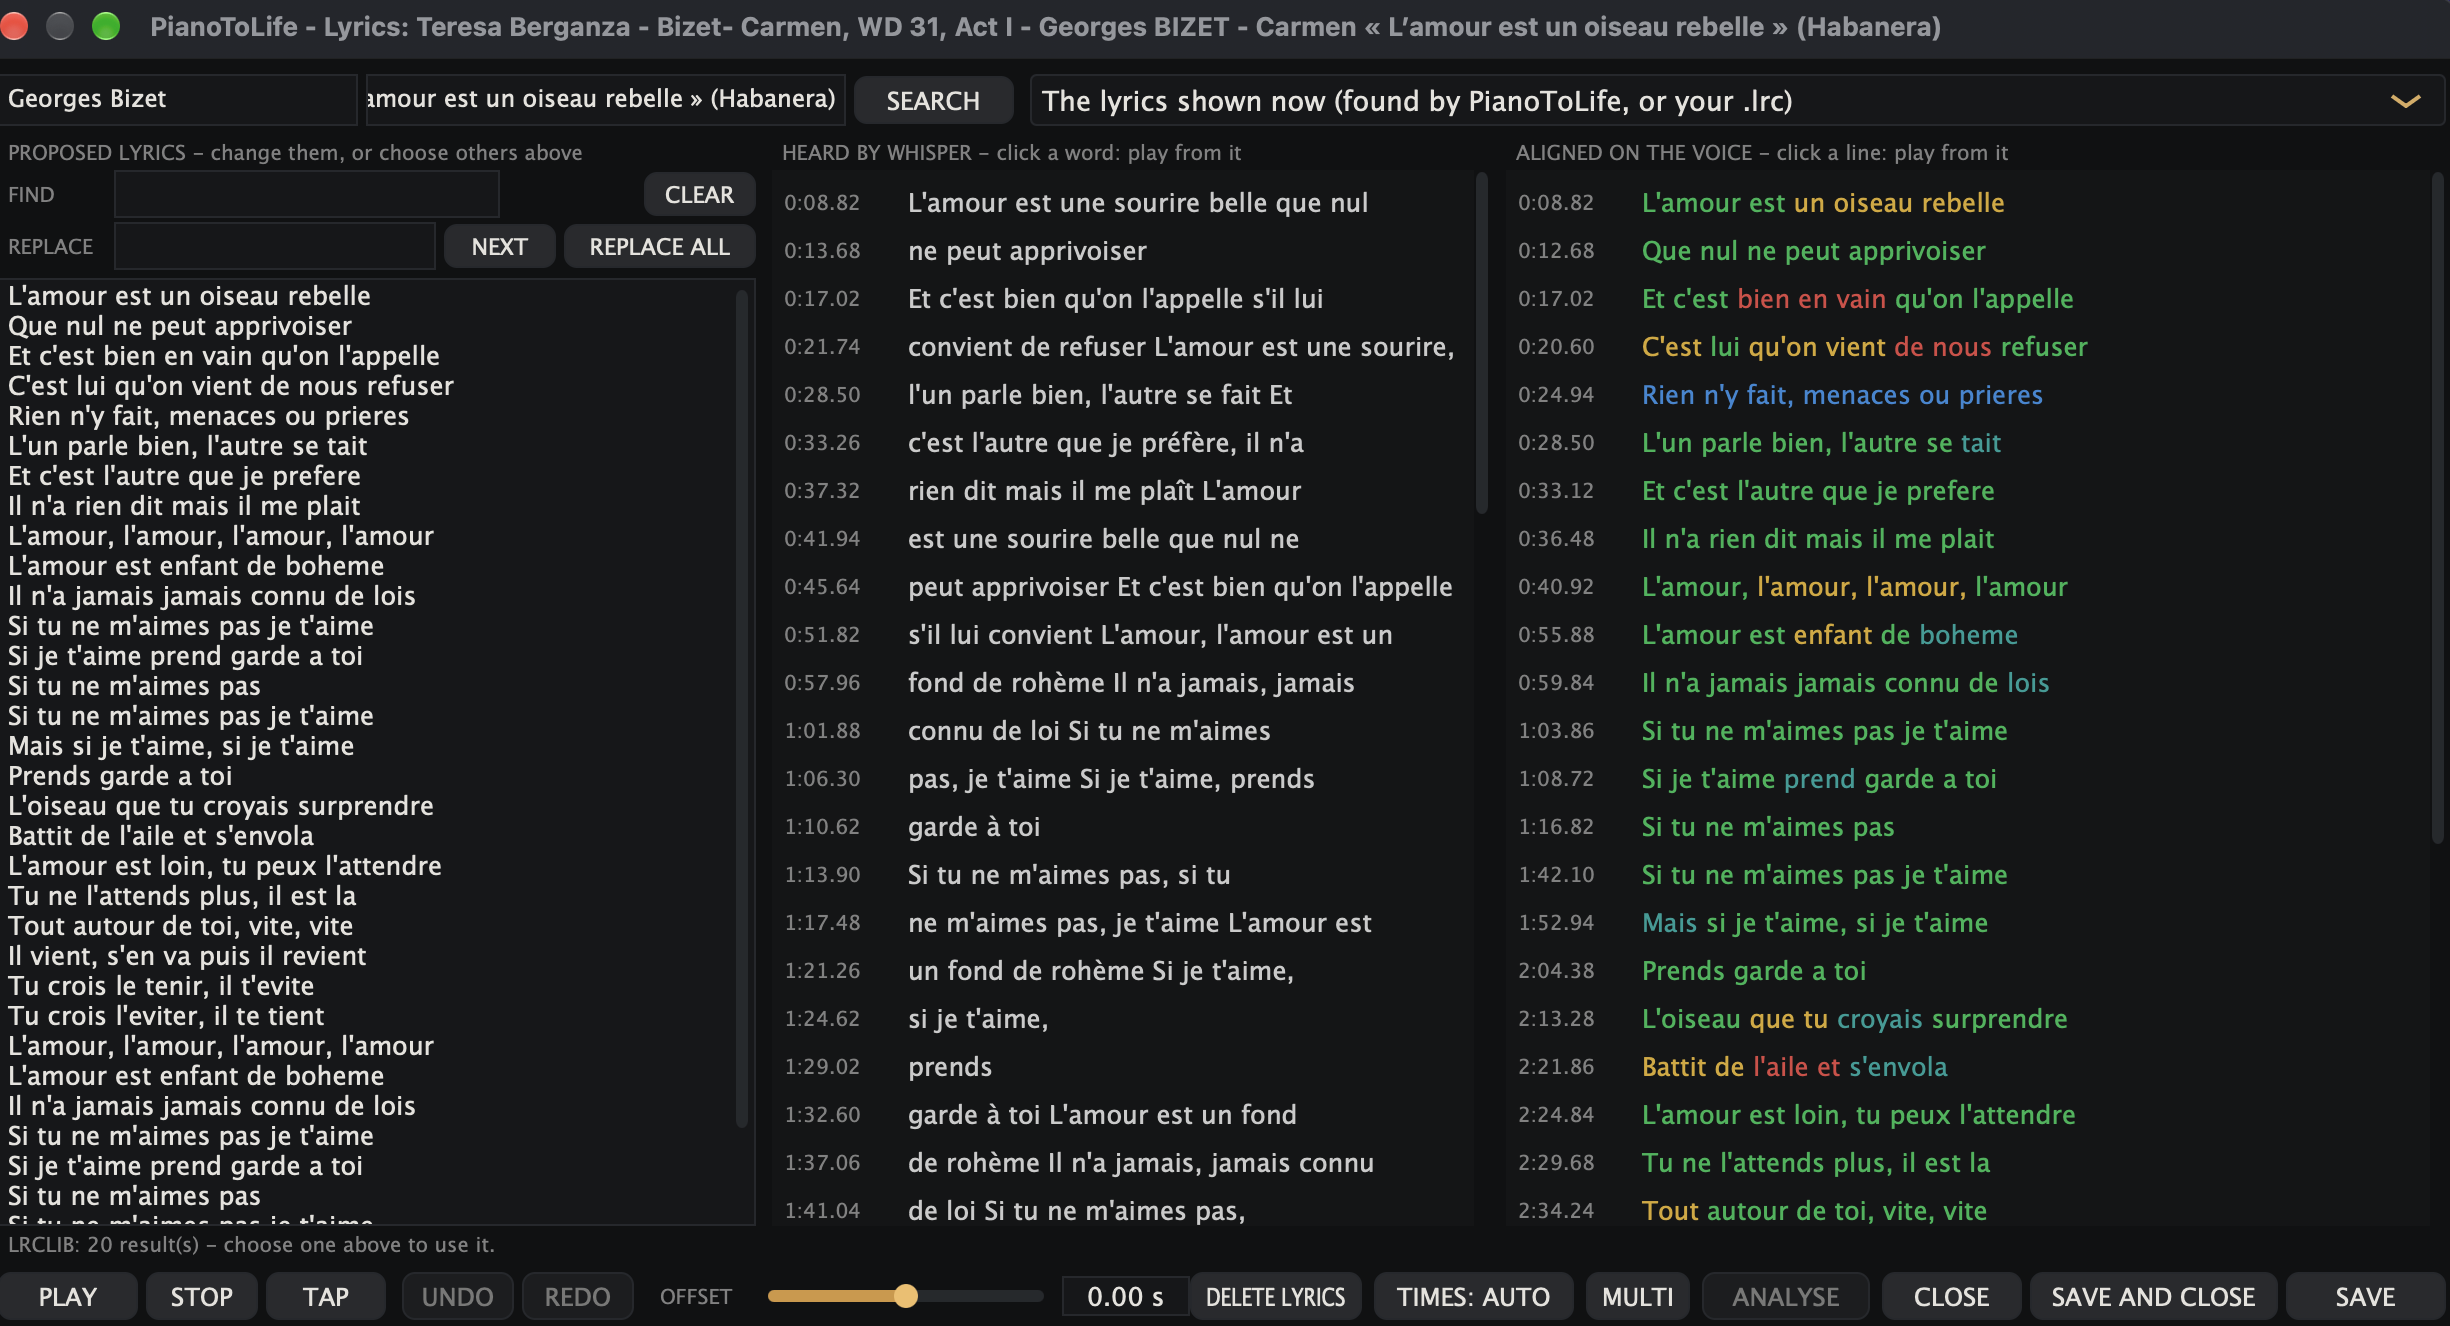 PianoToLife - Lyrics: Teresa Berganza - Bizet- Carmen, WD 31, Act I - Georges BIZET - Carmen « L’amour est un oiseau rebelle » (Habanera)
Georges Bizet
amour est un oiseau rebelle » (Habanera)
SEARCH
The lyrics shown now (found by PianoToLife, or your .lrc)
PROPOSED LYRICS – change them, or choose others above
FIND
CLEAR
REPLACE
NEXT
REPLACE ALL
L'amour est un oiseau rebelle
Que nul ne peut apprivoiser
Et c'est bien en vain qu'on l'appelle
C'est lui qu'on vient de nous refuser
Rien n'y fait, menaces ou prieres
L'un parle bien, l'autre se tait
Et c'est l'autre que je prefere
Il n'a rien dit mais il me plait
L'amour, l'amour, l'amour, l'amour
L'amour est enfant de boheme
Il n'a jamais jamais connu de lois
Si tu ne m'aimes pas je t'aime
Si je t'aime prend garde a toi
Si tu ne m'aimes pas
Si tu ne m'aimes pas je t'aime
Mais si je t'aime, si je t'aime
Prends garde a toi
L'oiseau que tu croyais surprendre
Battit de l'aile et s'envola
L'amour est loin, tu peux l'attendre
Tu ne l'attends plus, il est la
Tout autour de toi, vite, vite
Il vient, s'en va puis il revient
Tu crois le tenir, il t'evite
Tu crois l'eviter, il te tient
L'amour, l'amour, l'amour, l'amour
L'amour est enfant de boheme
Il n'a jamais jamais connu de lois
Si tu ne m'aimes pas je t'aime
Si je t'aime prend garde a toi
Si tu ne m'aimes pas
Si tu ne m'aimes pas je t'aime
LRCLIB: 20 result(s) – choose one above to use it.
HEARD BY WHISPER – click a word: play from it
0:08.82 L'amour est une sourire belle que nul
0:13.68 ne peut apprivoiser
0:17.02 Et c'est bien qu'on l'appelle s'il lui
0:21.74 convient de refuser L'amour est une sourire,
0:28.50 l'un parle bien, l'autre se fait Et
0:33.26 c'est l'autre que je préfère, il n'a
0:37.32 rien dit mais il me plaît L'amour
0:41.94 est une sourire belle que nul ne
0:45.64 peut apprivoiser Et c'est bien qu'on l'appelle
0:51.82 s'il lui convient L'amour, l'amour est un
0:57.96 fond de rohème Il n'a jamais, jamais
1:01.88 connu de loi Si tu ne m'aimes
1:06.30 pas, je t'aime Si je t'aime, prends
1:10.62 garde à toi
1:13.90 Si tu ne m'aimes pas, si tu
1:17.48 ne m'aimes pas, je t'aime L'amour est
1:21.26 un fond de rohème Si je t'aime,
1:24.62 si je t'aime,
1:29.02 prends
1:32.60 garde à toi L'amour est un fond
1:37.06 de rohème Il n'a jamais, jamais connu
1:41.04 de loi Si tu ne m'aimes pas,
ALIGNED ON THE VOICE – click a line: play from it
0:08.82 L'amour est un oiseau rebelle
0:12.68 Que nul ne peut apprivoiser
0:17.02 Et c'est bien en vain qu'on l'appelle
0:20.60 C'est lui qu'on vient de nous refuser
0:24.94 Rien n'y fait, menaces ou prieres
0:28.50 L'un parle bien, l'autre se tait
0:33.12 Et c'est l'autre que je prefere
0:36.48 Il n'a rien dit mais il me plait
0:40.92 L'amour, l'amour, l'amour, l'amour
0:55.88 L'amour est enfant de boheme
0:59.84 Il n'a jamais jamais connu de lois
1:03.86 Si tu ne m'aimes pas je t'aime
1:08.72 Si je t'aime prend garde a toi
1:16.82 Si tu ne m'aimes pas
1:42.10 Si tu ne m'aimes pas je t'aime
1:52.94 Mais si je t'aime, si je t'aime
2:04.38 Prends garde a toi
2:13.28 L'oiseau que tu croyais surprendre
2:21.86 Battit de l'aile et s'envola
2:24.84 L'amour est loin, tu peux l'attendre
2:29.68 Tu ne l'attends plus, il est la
2:34.24 Tout autour de toi, vite, vite
PLAY
STOP
TAP
UNDO
REDO
OFFSET
0.00 s
DELETE LYRICS
TIMES: AUTO
MULTI
ANALYSE
CLOSE
SAVE AND CLOSE
SAVE